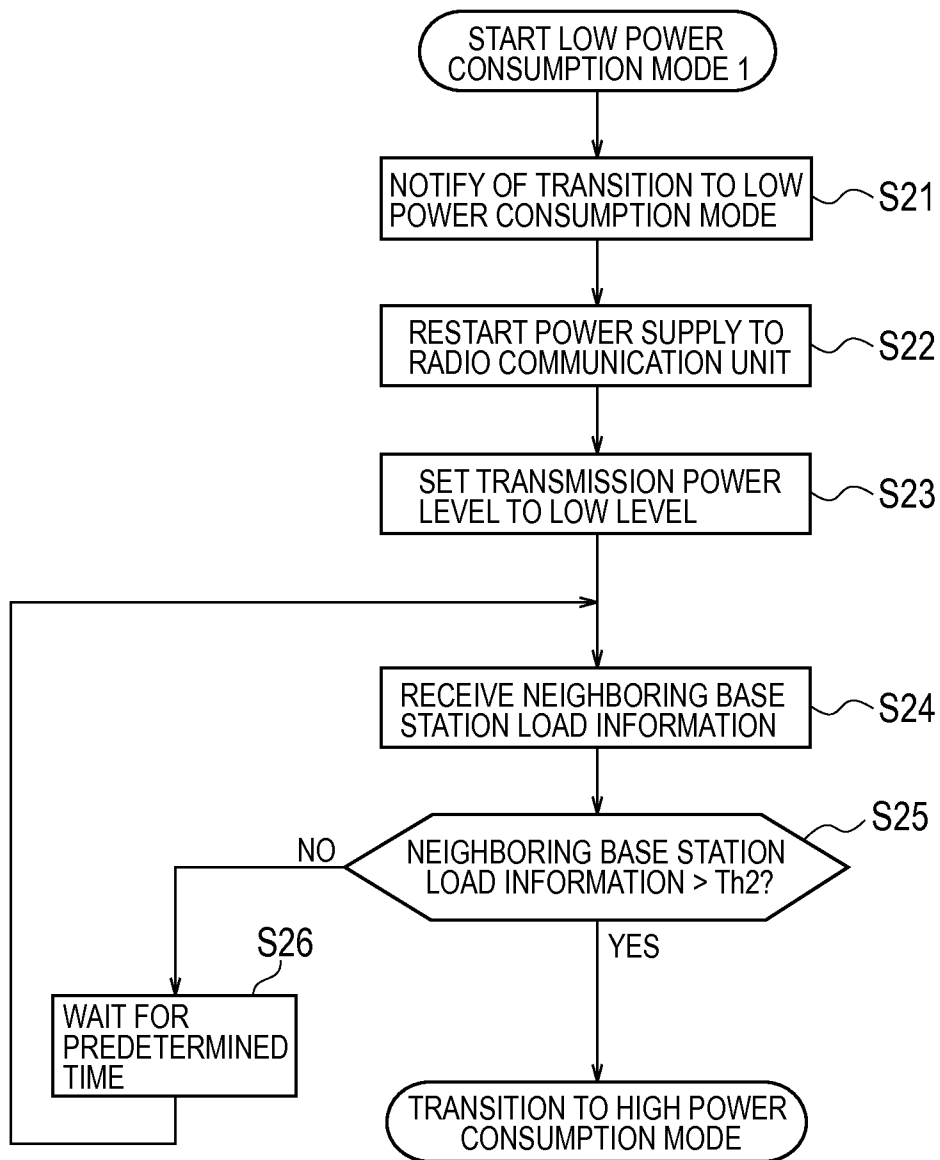 START LOW POWER
CONSUMPTION MODE 1
NOTIFY OF TRANSITION TO LOW
POWER CONSUMPTION MODE
S21
RESTART POWER SUPPLY TO
RADIO COMMUNICATION UNIT
S22
SET TRANSMISSION POWER
LEVEL TO LOW LEVEL
S23
RECEIVE NEIGHBORING BASE
STATION LOAD INFORMATION
S24
S25
NEIGHBORING BASE STATION
LOAD INFORMATION > Th2?
NO
YES
S26
WAIT FOR
PREDETERMINED
TIME
TRANSITION TO HIGH POWER
CONSUMPTION MODE